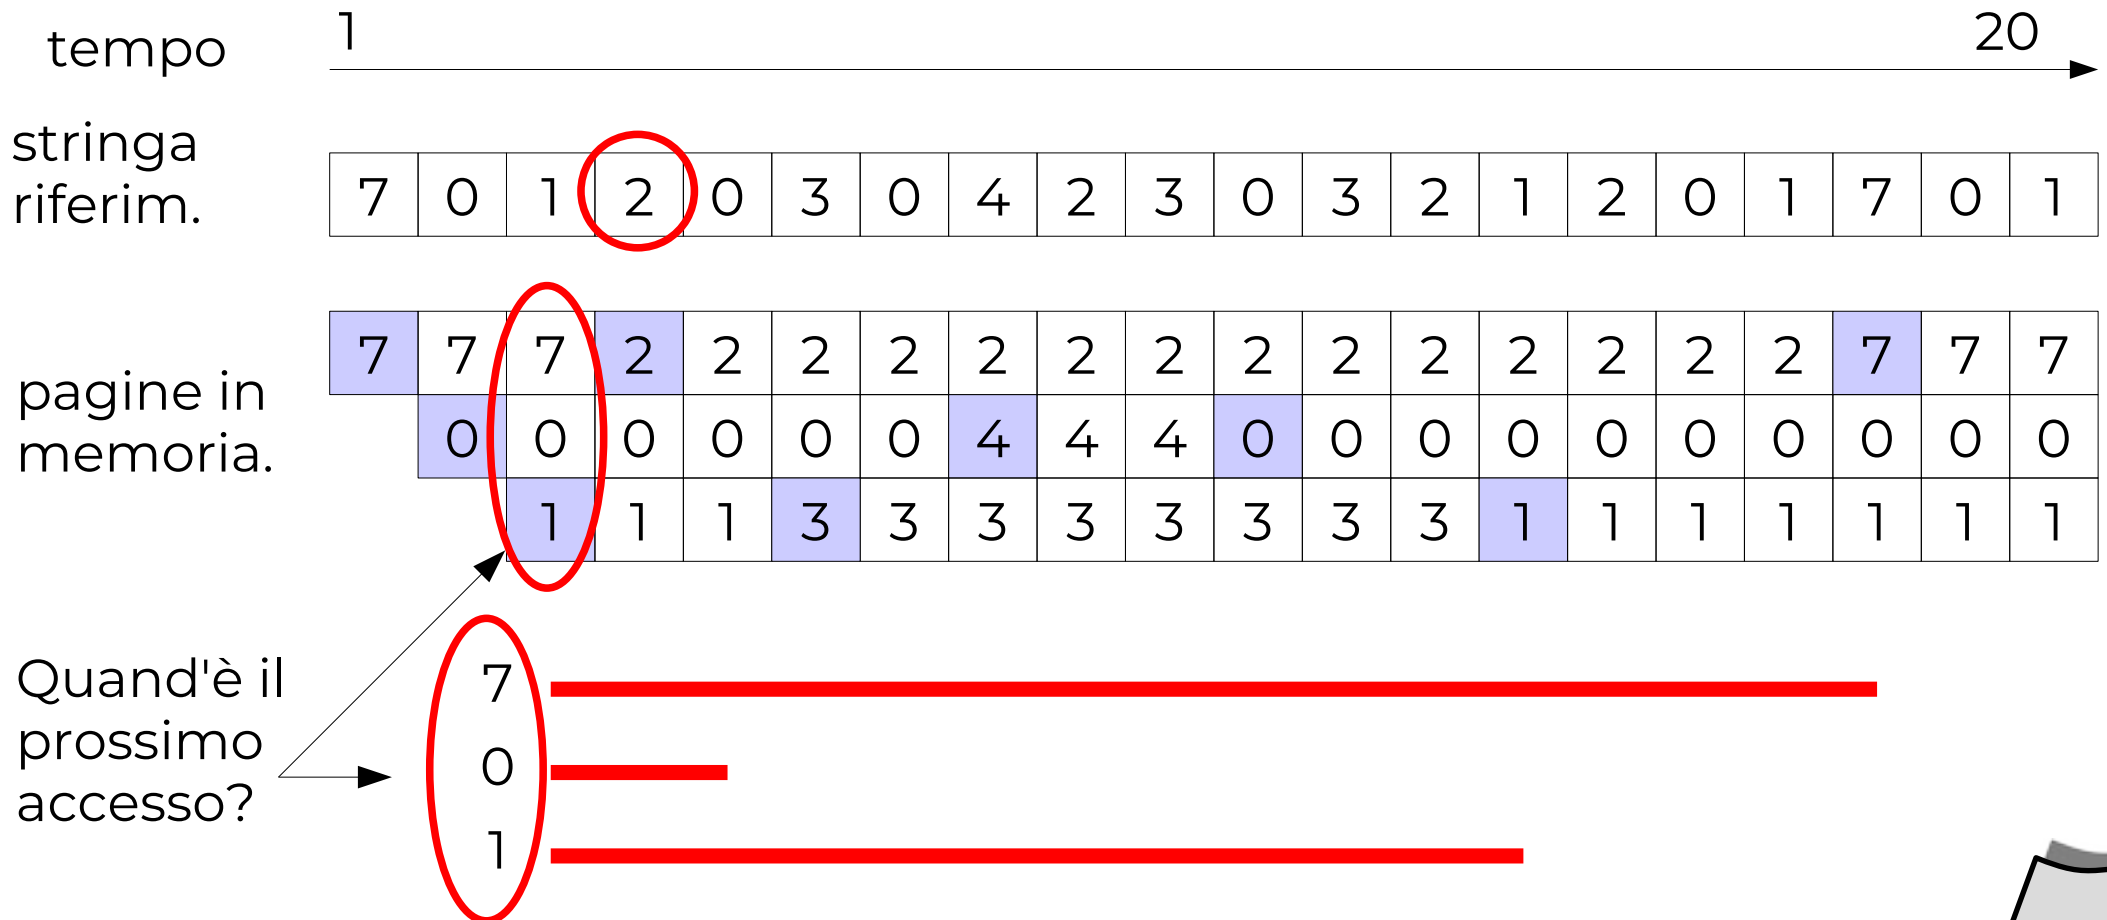 tempo 1 20
stringa
riferim.
7 0 1 2 0 3 0 4 2 3 0 3 2 1 2 0 1 7 0 1
7 7 7 2 2 2 2 2 2 2 2 2 2 2 2 2 2 7 7 7
pagine in
0 0 0 0 0 0 4 4 4 0 0 0 0 0 0 0 0 0 0
memoria.
1 1 1 3 3 3 3 3 3 3 3 1 1 1 1 1 1 1
Quand'è il
7
prossimo
0
accesso?
1